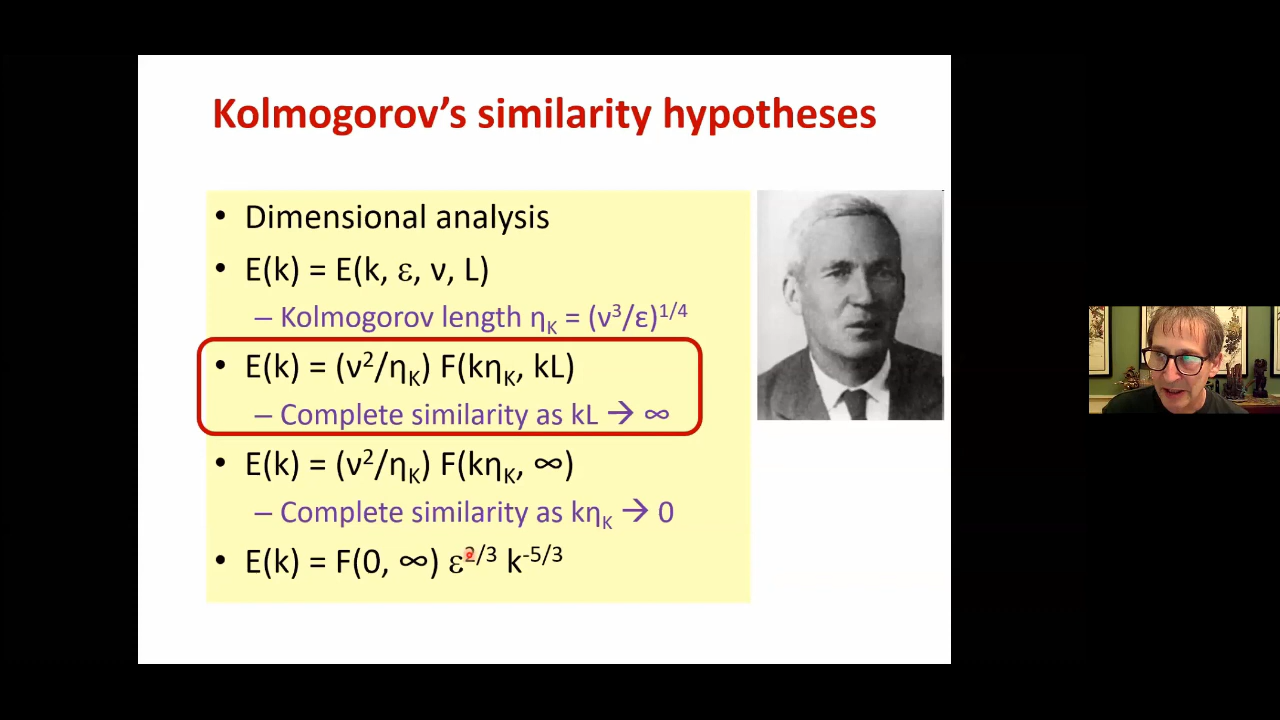 Kolmogorov's similarity hypotheses
• Dimensional analysis
• E(k) = E(k, ε, ν, L)
– Kolmogorov length η_K = (ν³/ε)^1/4
• E(k) = (ν²/η_K) F(kη_K, kL)
– Complete similarity as kL → ∞
• E(k) = (ν²/η_K) F(kη_K, ∞)
– Complete similarity as kη_K → 0
• E(k) = F(0, ∞) ε^2/3 k^-5/3